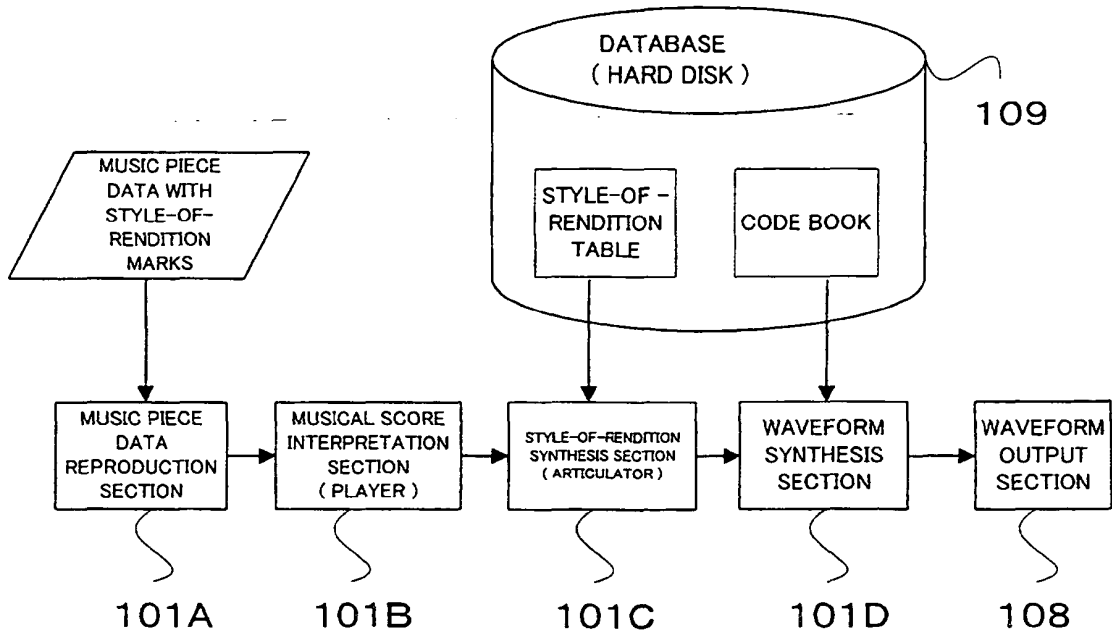 DATABASE
( HARD DISK )
109
MUSIC PIECE
DATA WITH
STYLE-OF-
RENDITION
MARKS
STYLE-OF -
RENDITION
TABLE
CODE BOOK
MUSIC PIECE
DATA
REPRODUCTION
SECTION
MUSICAL SCORE
INTERPRETATION
SECTION
( PLAYER )
STYLE-OF-RENDITION
SYNTHESIS SECTION
( ARTICULATOR )
WAVEFORM
SYNTHESIS
SECTION
WAVEFORM
OUTPUT
SECTION
101A
101B
101C
101D
108